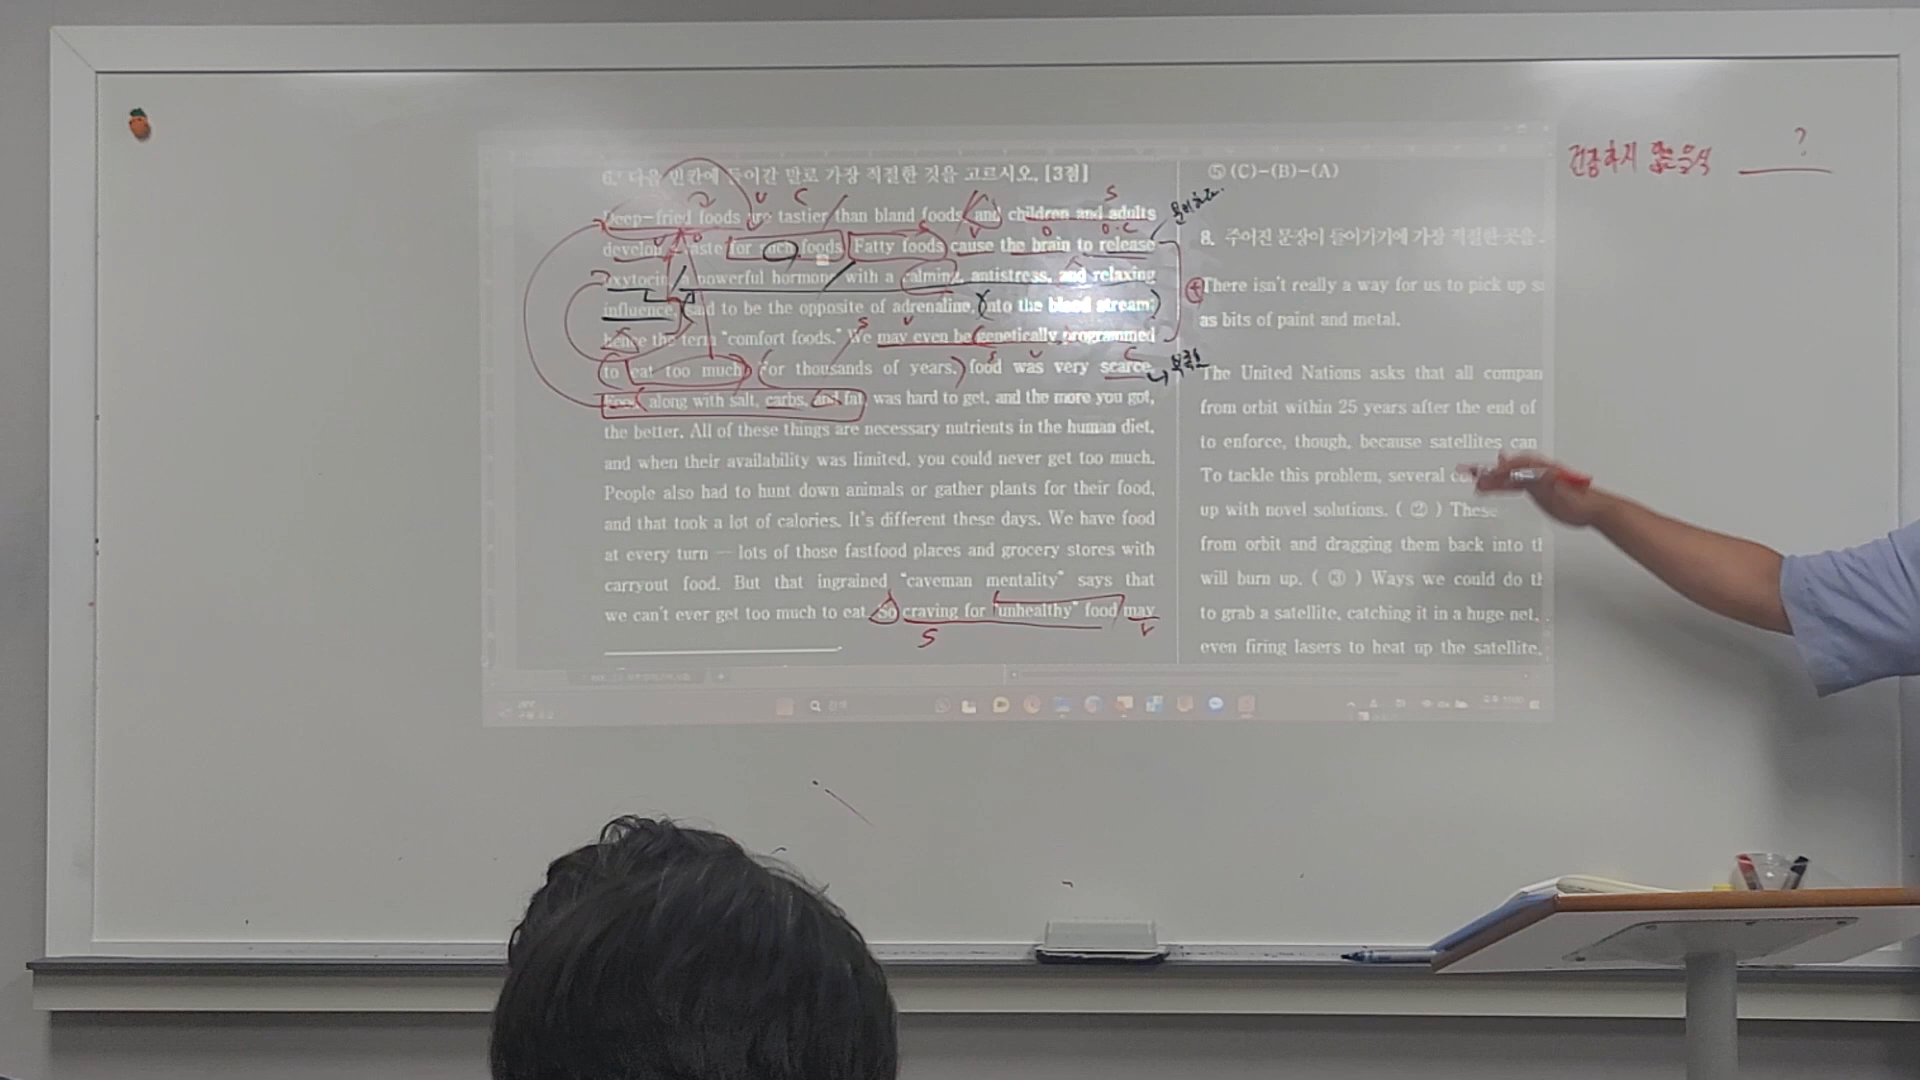 6. 다음 빈칸에 들어갈 말로 가장 적절한 것을 고르시오. [3점]
Deep-fried foods are tastier than bland foods, and children and adults
develop a taste for such foods. Fatty foods cause the brain to release
oxytocin, a powerful hormone with a calming, antistress, and relaxing
influence, said to be the opposite of adrenaline, into the blood stream;
hence the term "comfort foods." We may even be genetically programmed
to eat too much. For thousands of years, food was very scarce.
Food, along with salt, carbs, and fat, was hard to get, and the more you got,
the better. All of these things are necessary nutrients in the human diet,
and when their availability was limited, you could never get too much.
People also had to hunt down animals or gather plants for their food,
and that took a lot of calories. It's different these days. We have food
at every turn — lots of those fastfood places and grocery stores with
carryout food. But that ingrained "caveman mentality" says that
we can't ever get too much to eat. So craving for "unhealthy" food may
⑤ (C)-(B)-(A)
8. 주어진 문장이 들어가기에 가장 적절한 곳을
There isn't really a way for us to pick up
as bits of paint and metal.
The United Nations asks that all compan
from orbit within 25 years after the end of
to enforce, though, because satellites can
To tackle this problem, several
up with novel solutions. ( ② ) These
from orbit and dragging them back into
will burn up. ( ③ ) Ways we could do
to grab a satellite, catching it in a huge net,
even firing lasers to heat up the satellite,
건강하지 않은 음식 ?